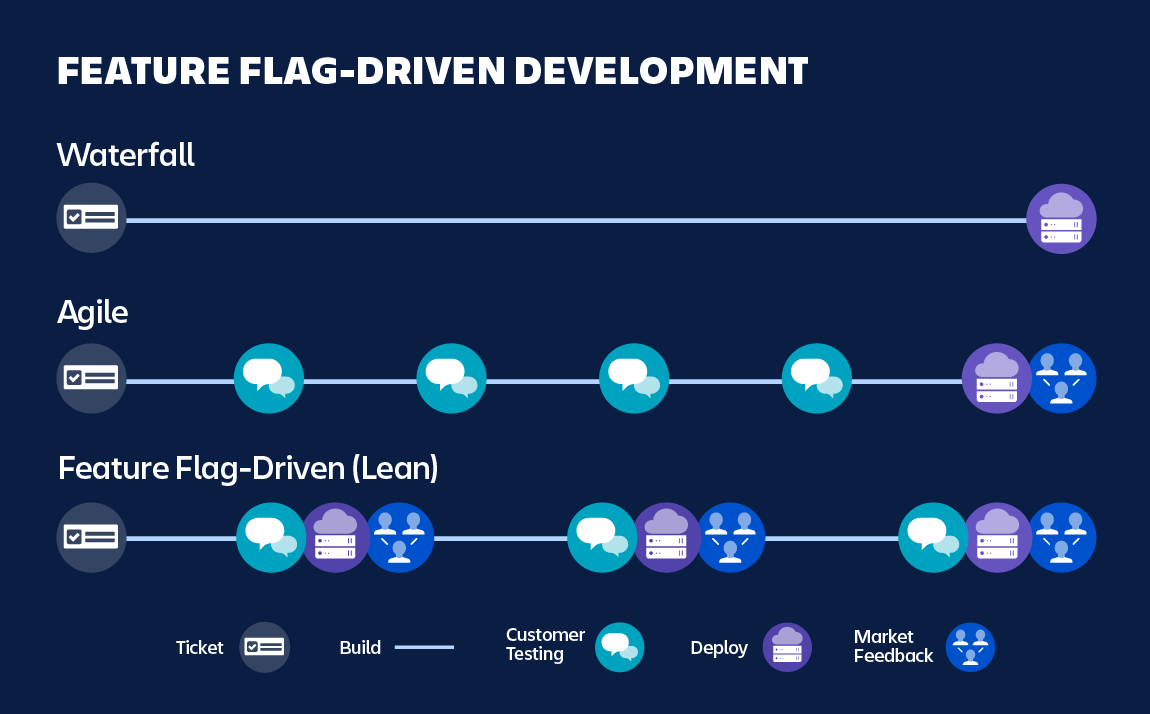 FEATURE FLAG-DRIVEN DEVELOPMENT
Waterfall
Agile
Feature Flag-Driven (Lean)
Ticket
Build
Customer
Testing
Deploy
Market
Feedback